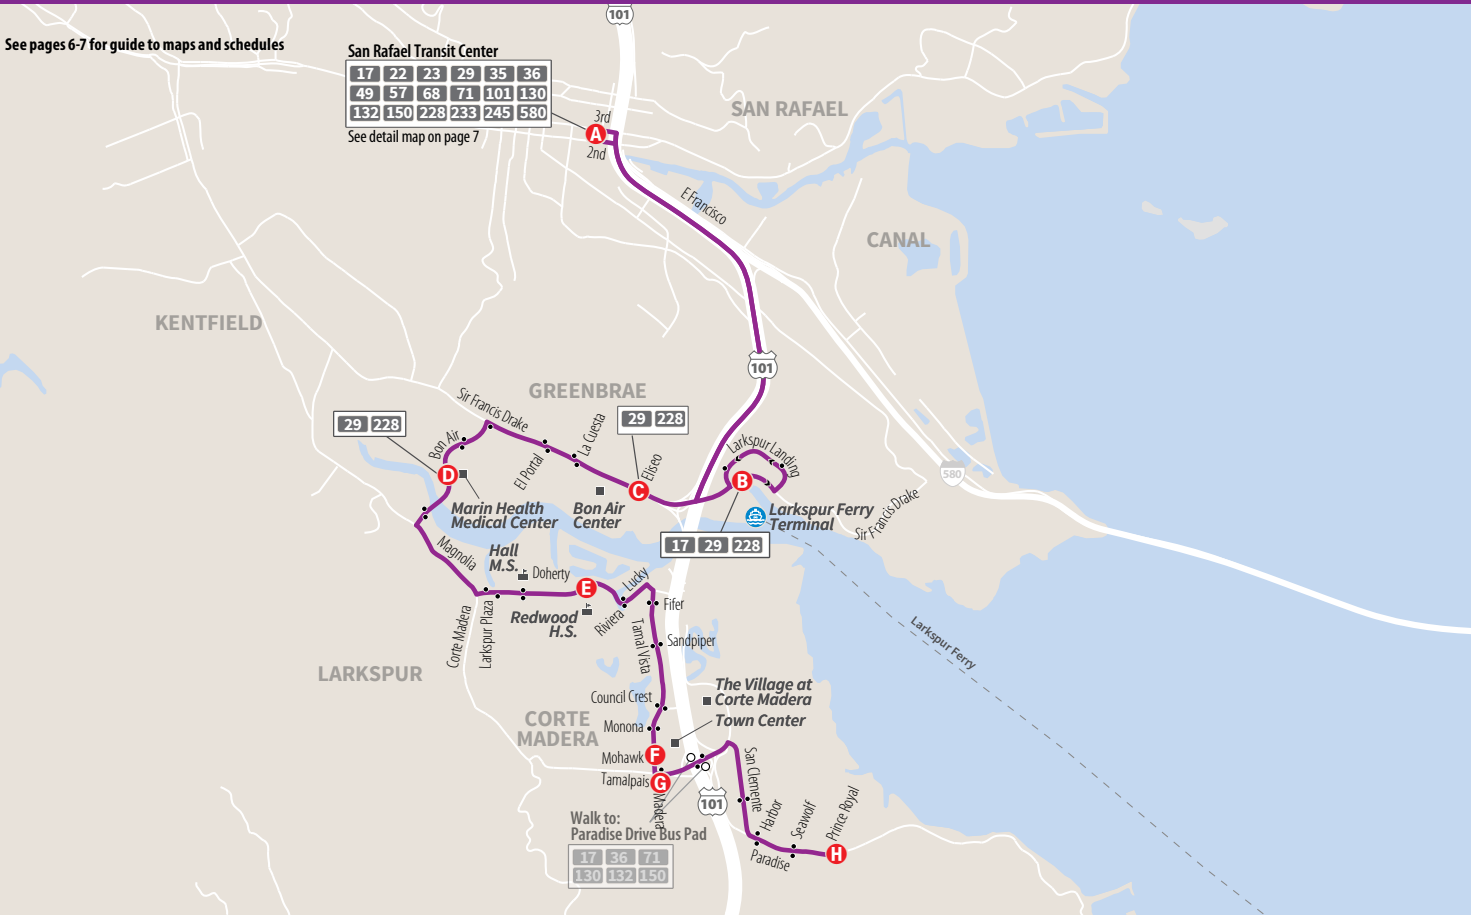 101
See pages 6-7 for guide to maps and schedules
San Rafael Transit Center
17 22 23 29 35 36
49 57 68 71 101 130
132 150 228 233 245 580
See detail map on page 7
3rd
A
2nd
SAN RAFAEL
E Francisco
CANAL
KENTFIELD
101
GREENBRAE
Sir Francis Drake
29 228
29 228
Bon Air
La Cuesta
El Portal
Eliseo
Larkspur Landing
D
C
B
580
Marin Health
Medical Center
Bon Air
Center
Larkspur Ferry
Terminal
Sir Francis Drake
17 29 228
Magnolia
Hall
M.S.
Doherty
E
Lucky
Redwood
H.S.
Riviera
Fifer
Corte Madera
Larkspur Plaza
Tamal Vista
Sandpiper
Larkspur Ferry
LARKSPUR
The Village at
Corte Madera
Council Crest
CORTE
MADERA
Town Center
Monona
Mohawk
F
Tamalpais
G
Madera
San Clemente
101
Walk to:
Paradise Drive Bus Pad
17 36 71
130 132 150
Harbor
Seawolf
Prince Royal
Paradise
H